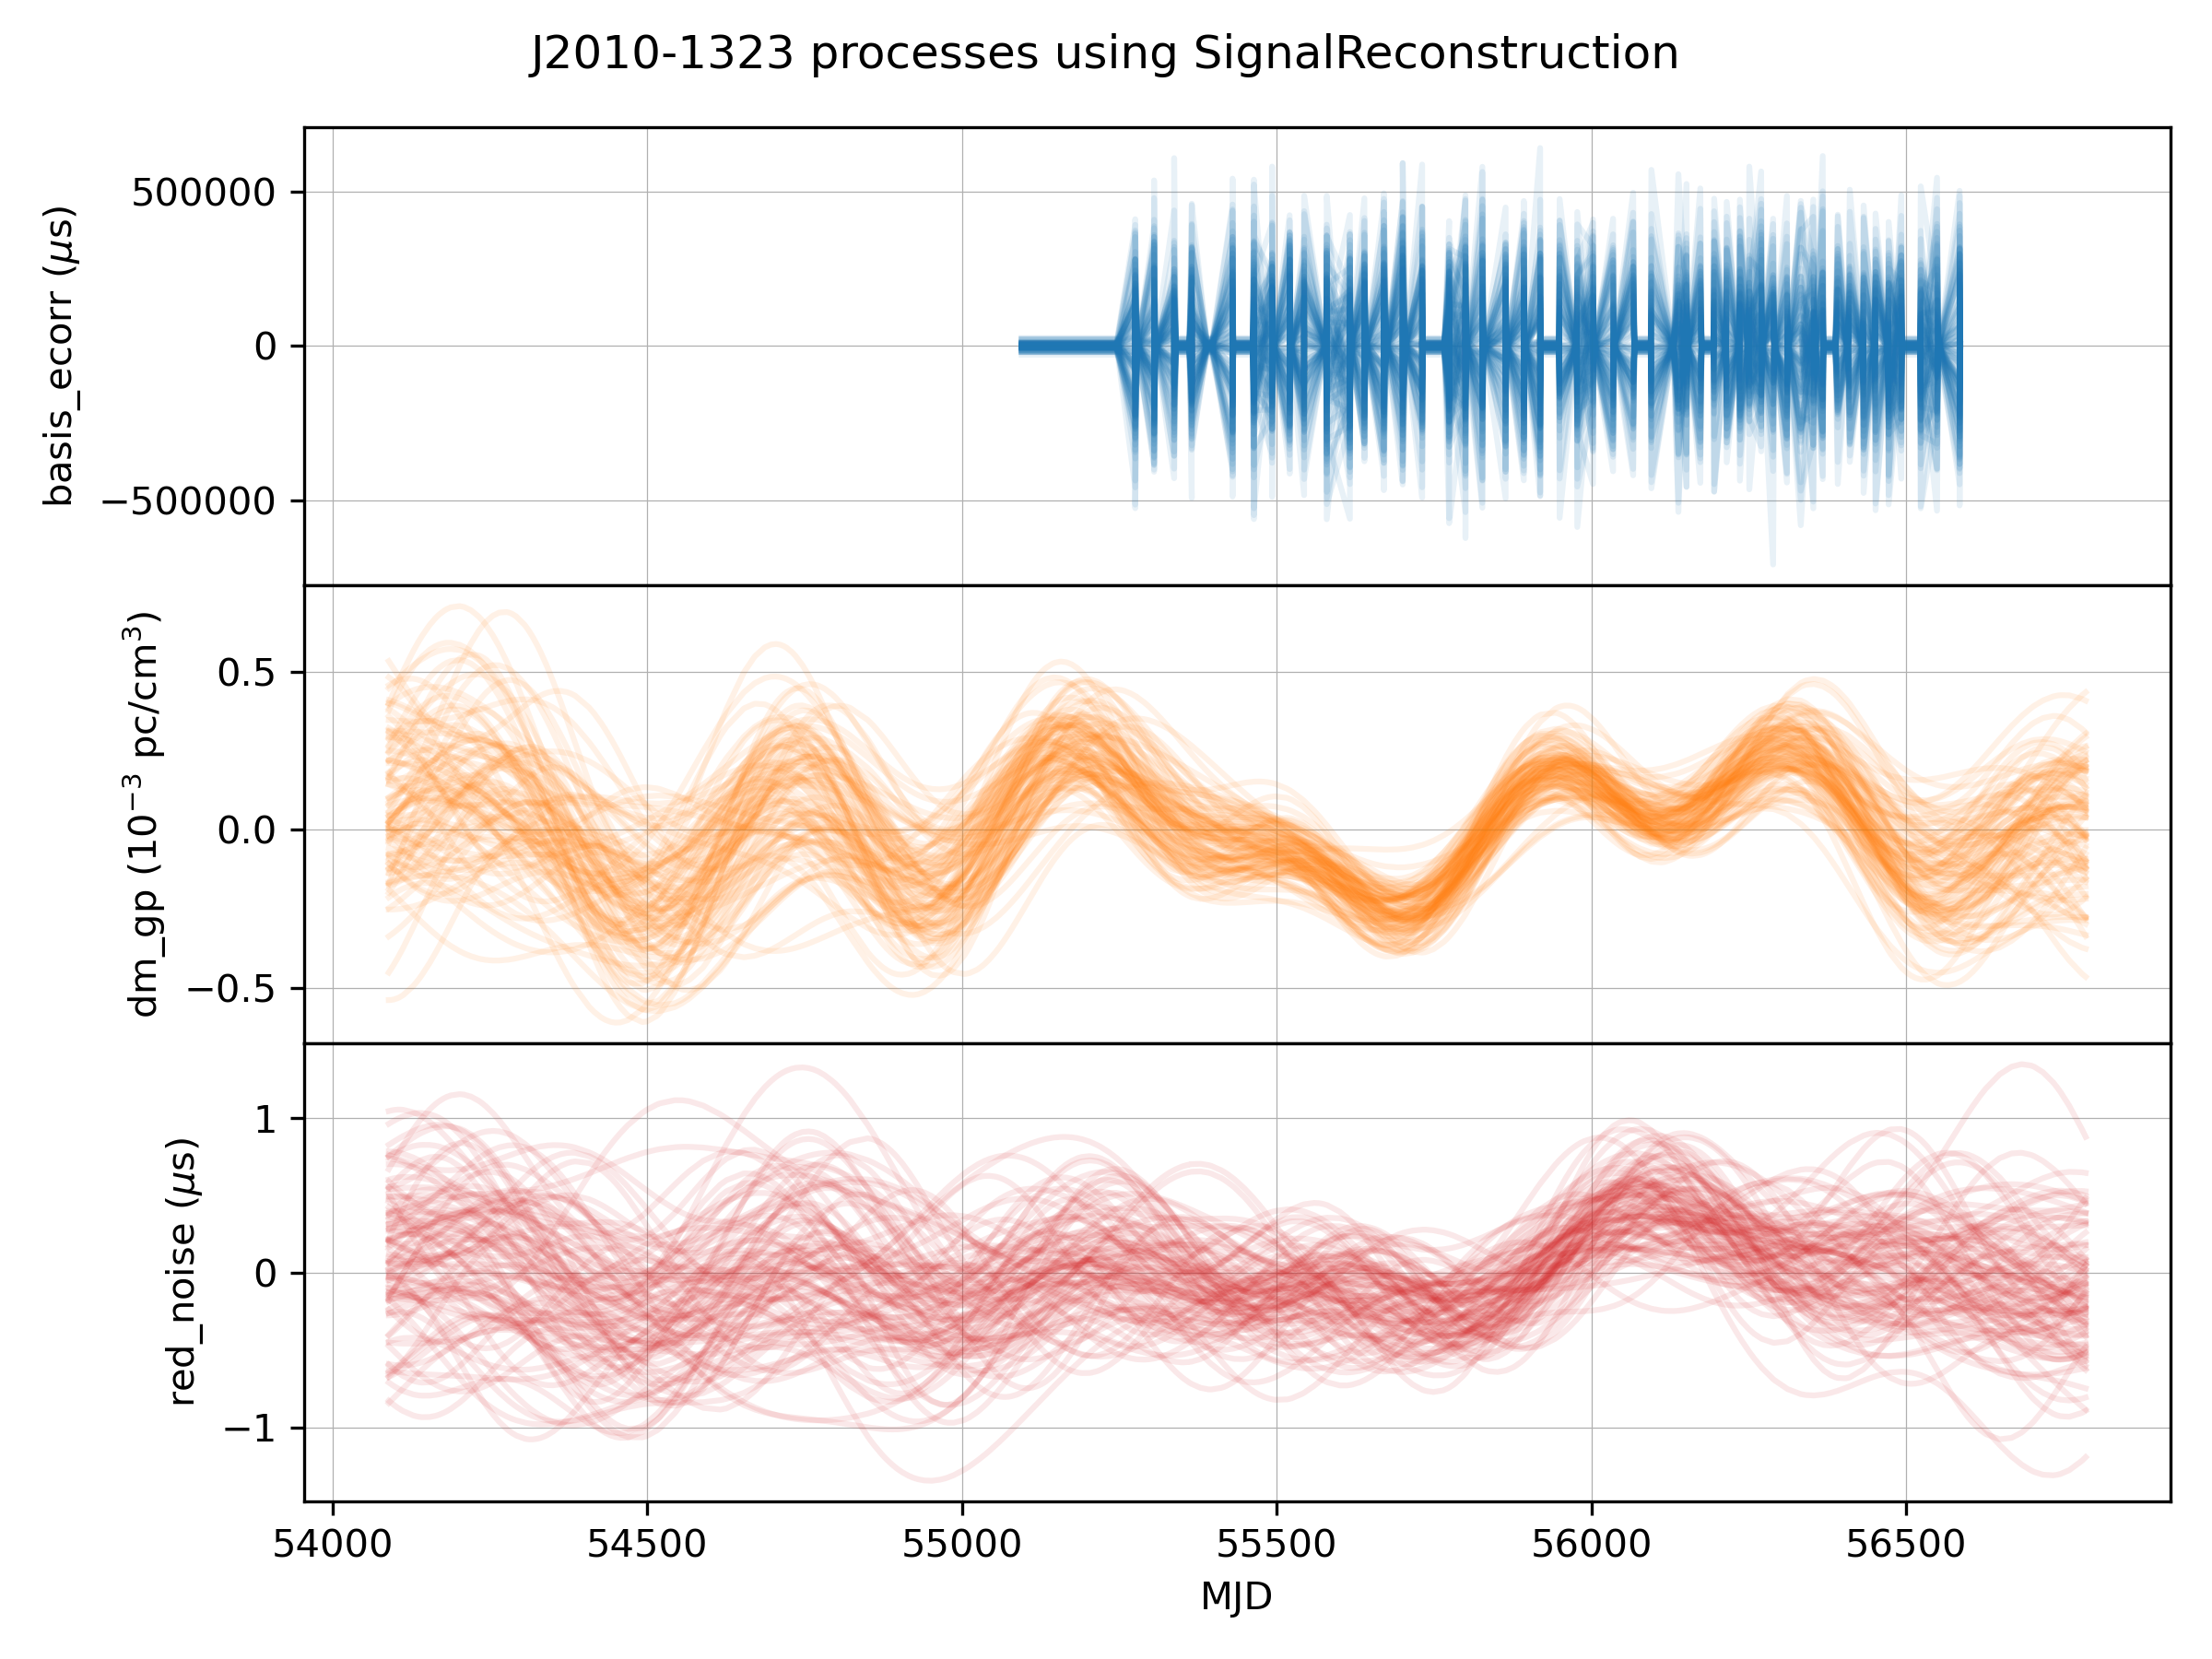 J2010-1323 processes using SignalReconstruction
basis_ecorr (μs)
500000
0
−500000
dm_gp (10⁻³ pc/cm³)
0.5
0.0
−0.5
red_noise (μs)
1
0
−1
54000 54500 55000 55500 56000 56500
MJD